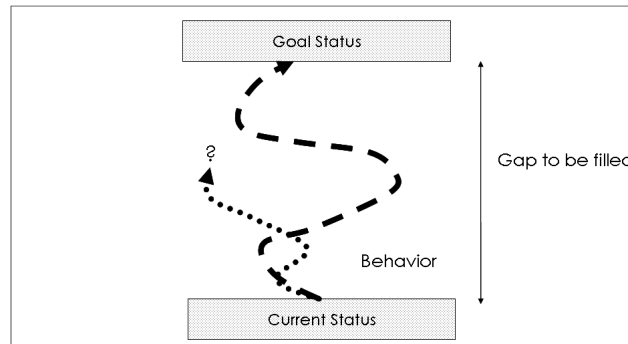 Goal Status
?
Gap to be filled
Behavior
Current Status